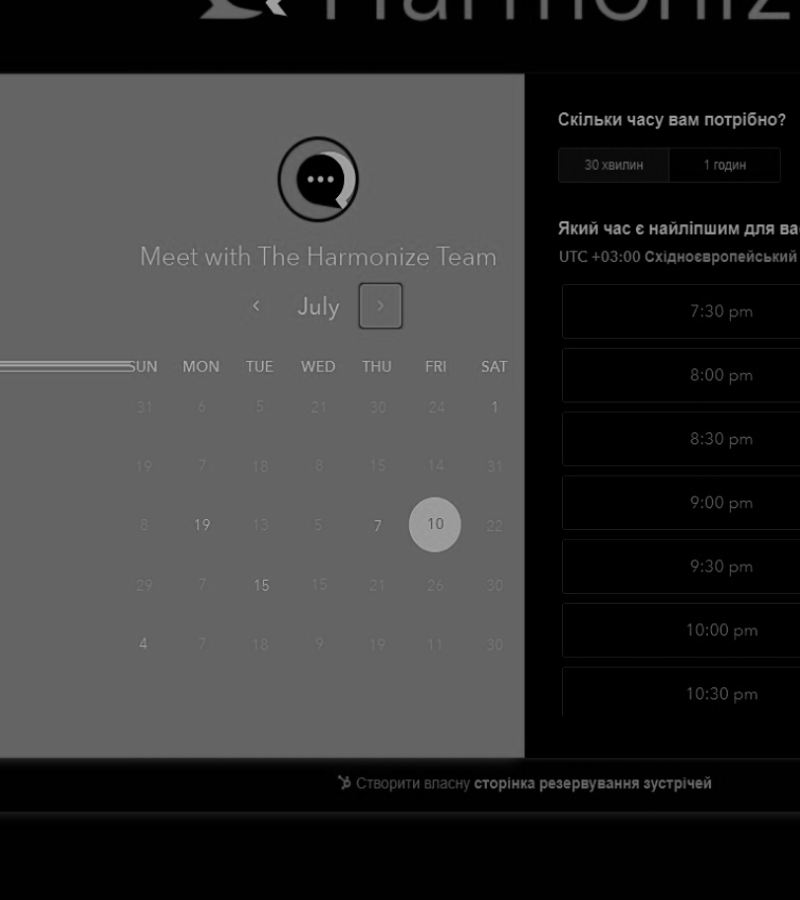 Harmoniz
Meet with The Harmonize Team
July
SUN MON TUE WED THU FRI SAT
31 6 5 21 30 24 1
19 7 18 8 15 14 31
8 19 13 5 7 10 22
29 7 15 15 21 26 30
4 7 18 9 19 11 30
Скільки часу вам потрібно?
30 хвилин 1 годин
Який час є найліпшим для ва
UTC +03:00 Східноєвропейський
7:30 pm
8:00 pm
8:30 pm
9:00 pm
9:30 pm
10:00 pm
10:30 pm
Створити власну сторінка резервування зустрічей